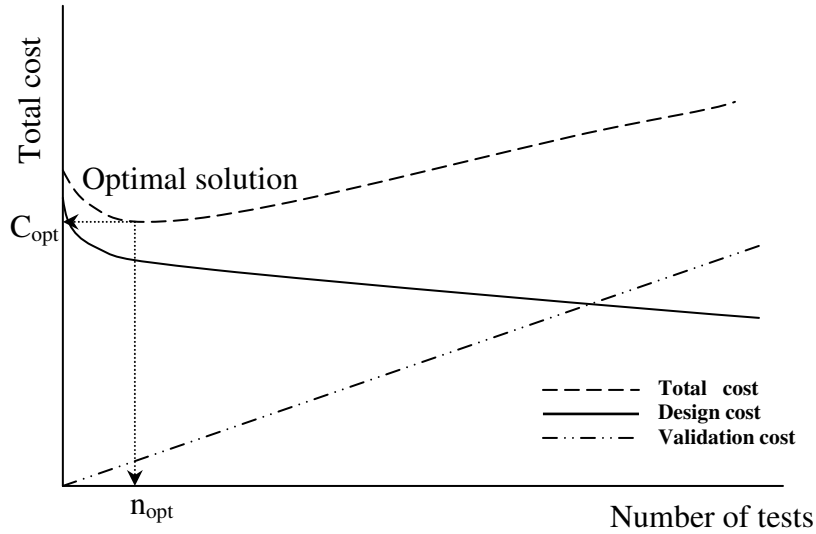 Total cost
Optimal solution
C_opt
Total cost
Design cost
Validation cost
n_opt
Number of tests